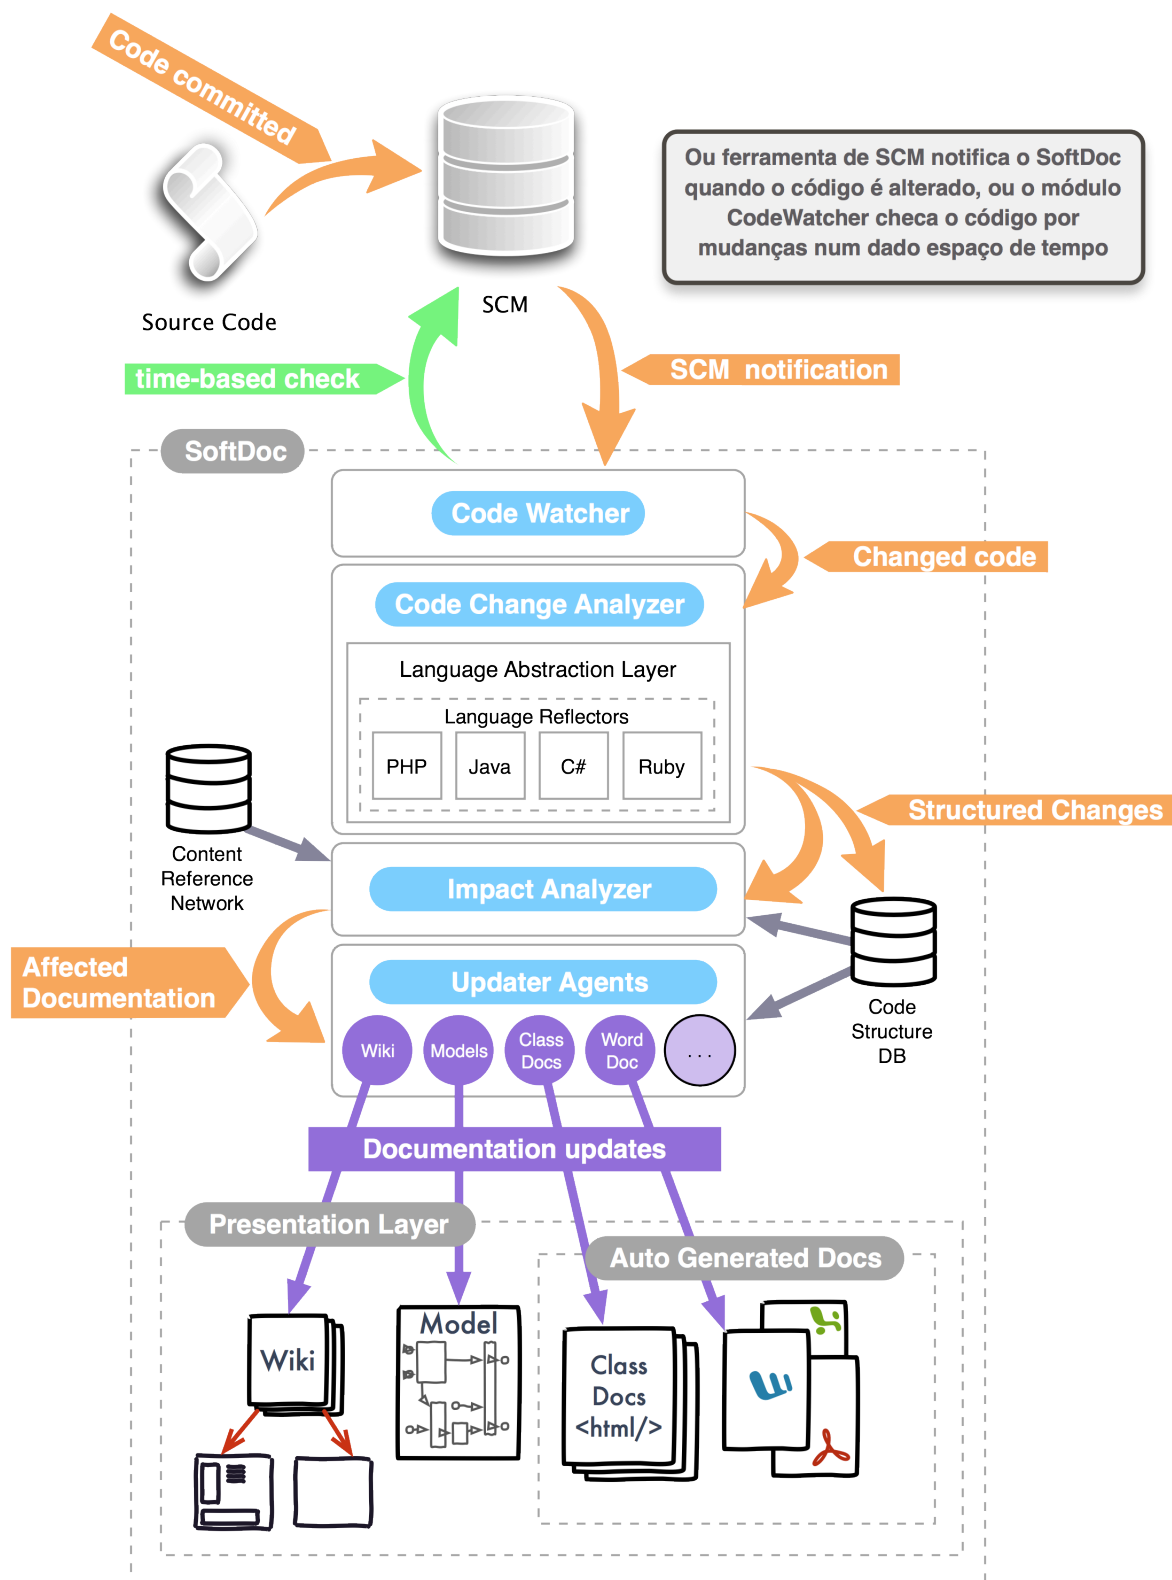 Code committed
Ou ferramenta de SCM notifica o SoftDoc
quando o código é alterado, ou o módulo
CodeWatcher checa o código por
mudanças num dado espaço de tempo
SCM
Source Code
SCM notification
time-based check
SoftDoc
Code Watcher
Changed code
Code Change Analyzer
Language Abstraction Layer
Language Reflectors
PHP
Java
C#
Ruby
Structured Changes
Content
Reference
Network
Impact Analyzer
Affected
Documentation
Updater Agents
Code
Structure
DB
Wiki
Models
Class
Docs
Word
Doc
...
Documentation updates
Presentation Layer
Auto Generated Docs
Wiki
Model
Class
Docs
<html/>